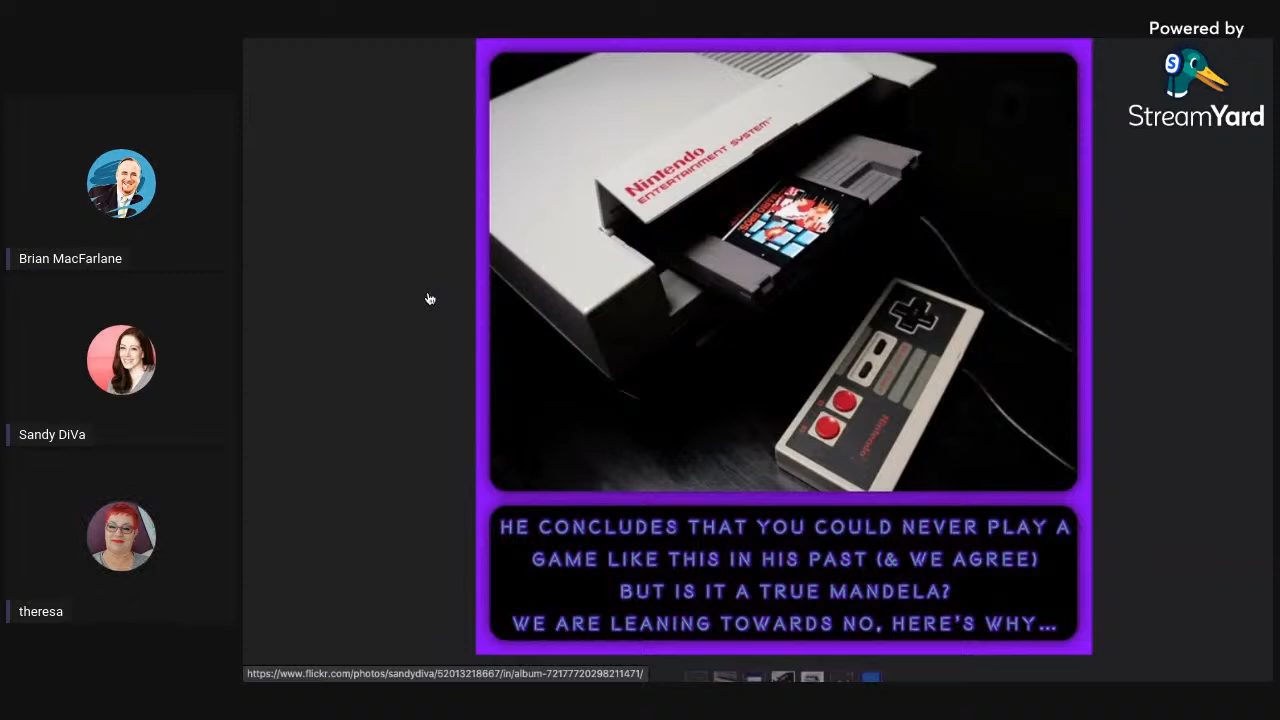 Powered by
StreamYard
Brian MacFarlane
Sandy DiVa
theresa
Nintendo
ENTERTAINMENT SYSTEM™
Nintendo
HE CONCLUDES THAT YOU COULD NEVER PLAY A
GAME LIKE THIS IN HIS PAST (& WE AGREE)
BUT IS IT A TRUE MANDELA?
WE ARE LEANING TOWARDS NO, HERE'S WHY...
https://www.flickr.com/photos/sandydiva/52013218667/in/album-72177720298211471/